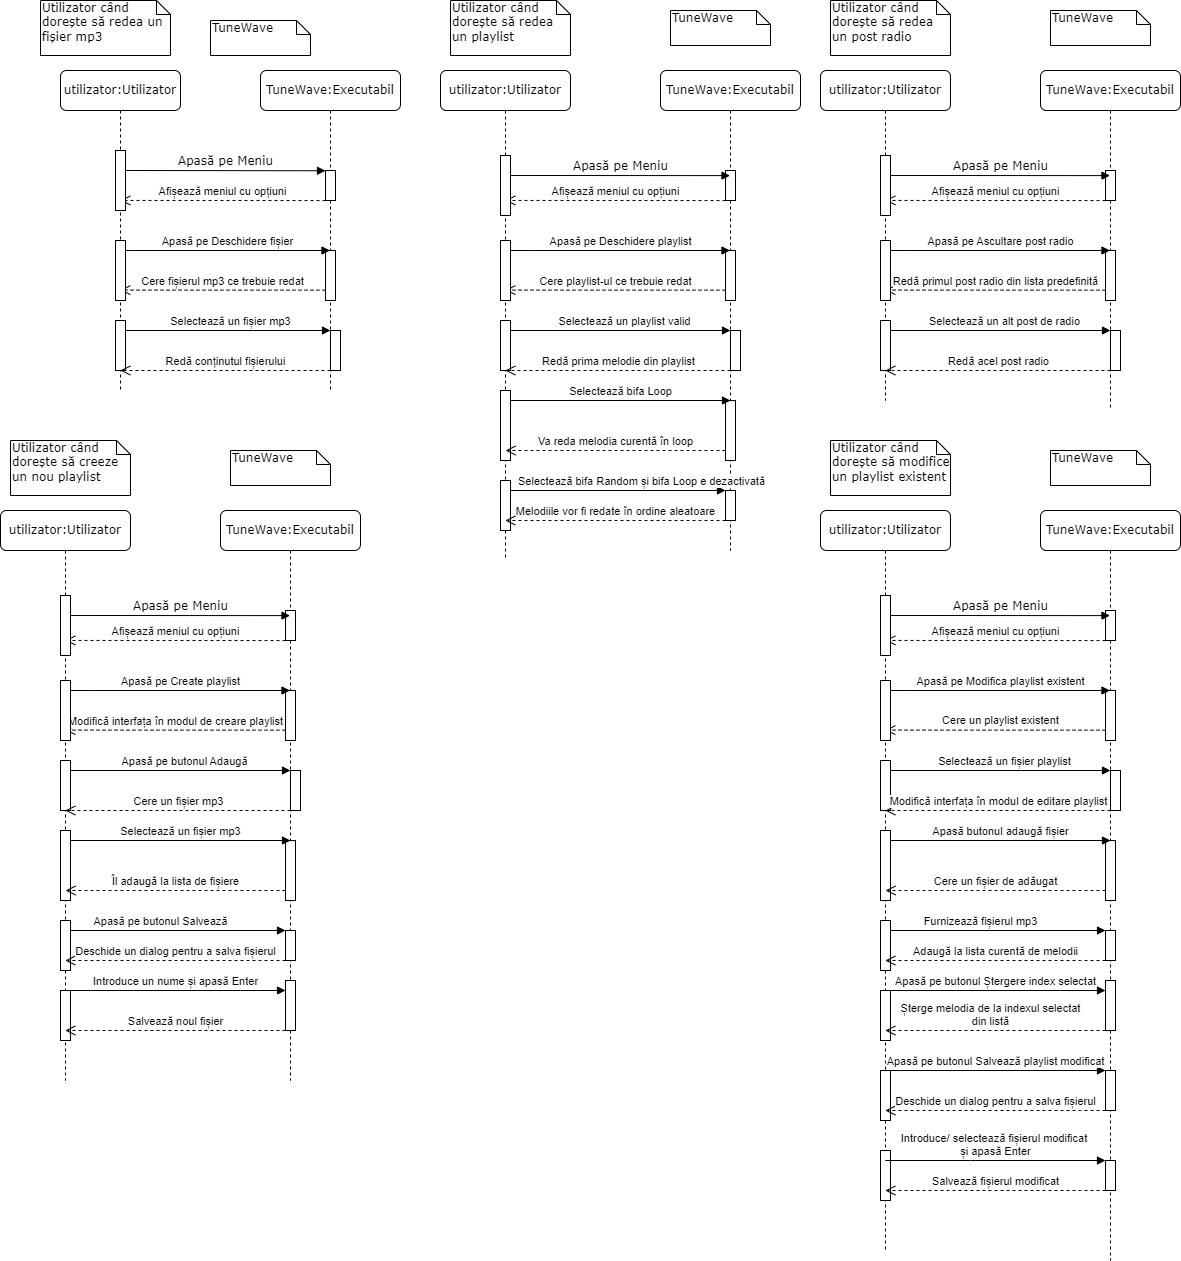 Utilizator când
dorește să redea un
fișier mp3
TuneWave
utilizator:Utilizator
TuneWave:Executabil
Apasă pe Meniu
Afișează meniul cu opțiuni
Apasă pe Deschidere fișier
Cere fișierul mp3 ce trebuie redat
Selectează un fișier mp3
Redă conținutul fișierului
Utilizator când
dorește să redea
un playlist
TuneWave
utilizator:Utilizator
TuneWave:Executabil
Apasă pe Meniu
Afișează meniul cu opțiuni
Apasă pe Deschidere playlist
Cere playlist-ul ce trebuie redat
Selectează un playlist valid
Redă prima melodie din playlist
Selectează bifa Loop
Va reda melodia curentă în loop
Selectează bifa Random și bifa Loop e dezactivată
Melodiile vor fi redate în ordine aleatoare
Utilizator când
dorește să redea
un post radio
TuneWave
utilizator:Utilizator
TuneWave:Executabil
Apasă pe Meniu
Afișează meniul cu opțiuni
Apasă pe Ascultare post radio
Redă primul post radio din lista predefinită
Selectează un alt post de radio
Redă acel post radio
Utilizator când
dorește să creeze
un nou playlist
TuneWave
utilizator:Utilizator
TuneWave:Executabil
Apasă pe Meniu
Afișează meniul cu opțiuni
Apasă pe Create playlist
Modifică interfața în modul de creare playlist
Apasă pe butonul Adaugă
Cere un fișier mp3
Selectează un fișier mp3
Îl adaugă la lista de fișiere
Apasă pe butonul Salvează
Deschide un dialog pentru a salva fișierul
Introduce un nume și apasă Enter
Salvează noul fișier
Utilizator când
dorește să modifice
un playlist existent
TuneWave
utilizator:Utilizator
TuneWave:Executabil
Apasă pe Meniu
Afișează meniul cu opțiuni
Apasă pe Modifica playlist existent
Cere un playlist existent
Selectează un fișier playlist
Modifică interfața în modul de editare playlist
Apasă butonul adaugă fișier
Cere un fișier de adăugat
Furnizează fișierul mp3
Adaugă la lista curentă de melodii
Apasă pe butonul Ștergere index selectat
Șterge melodia de la indexul selectat
din listă
Apasă pe butonul Salvează playlist modificat
Deschide un dialog pentru a salva fișierul
Introduce/ selectează fișierul modificat
și apasă Enter
Salvează fișierul modificat